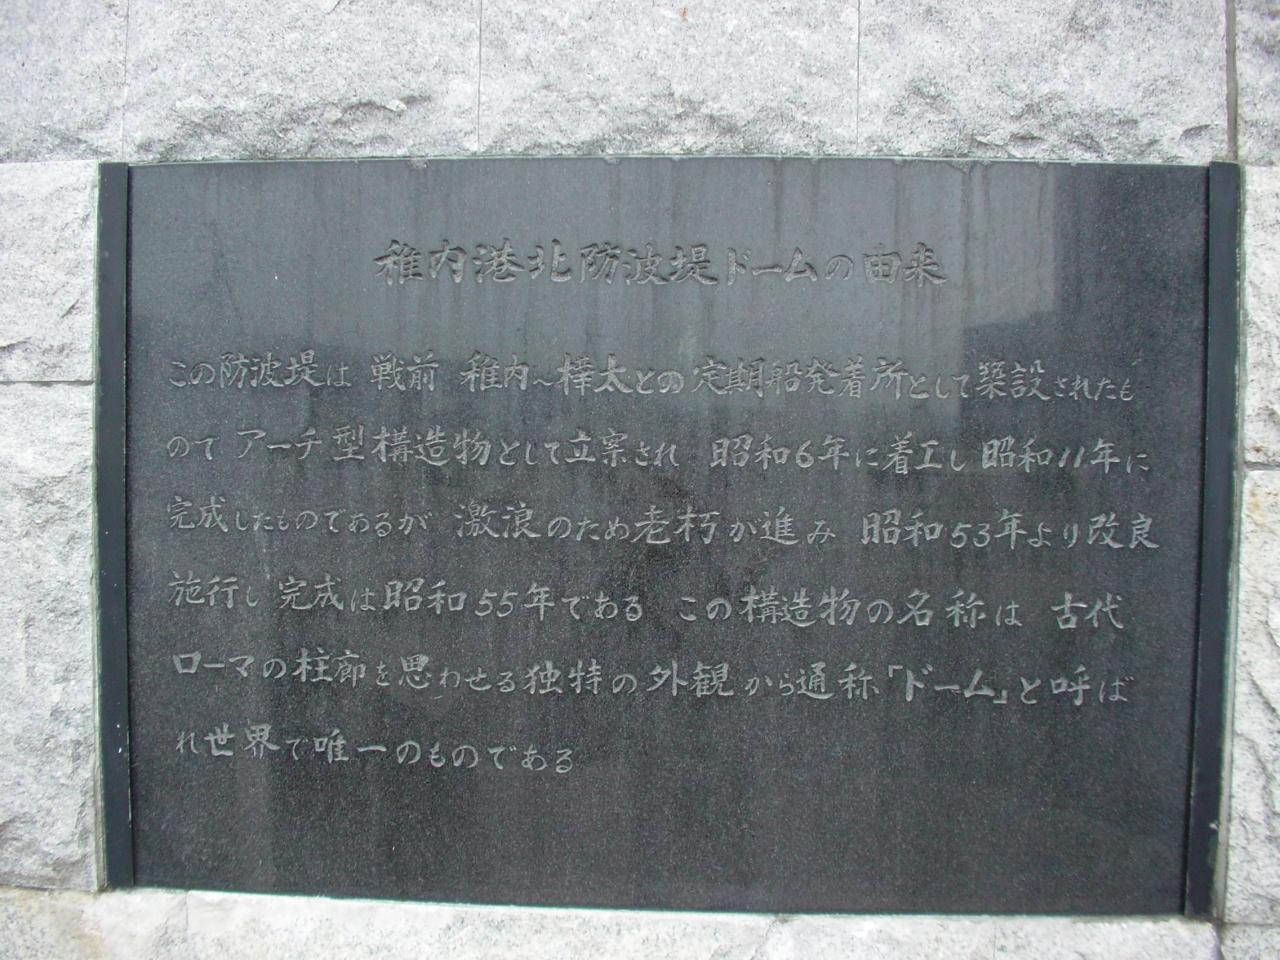 稚内港北防波堤ドームの由来
この防波堤は 戦前 稚内~樺太との定期船発着所として築設されたも
のて アーチ型構造物として立案され 昭和6年に着工し 昭和11年に
完成したものであるが 激浪のため老朽が進み 昭和53年より改良
施行し 完成は昭和55年である この構造物の名称は 古代
ローマの柱廊を思わせる独特の外観から通称「ドーム」と呼ば
れ世界で唯一のものである